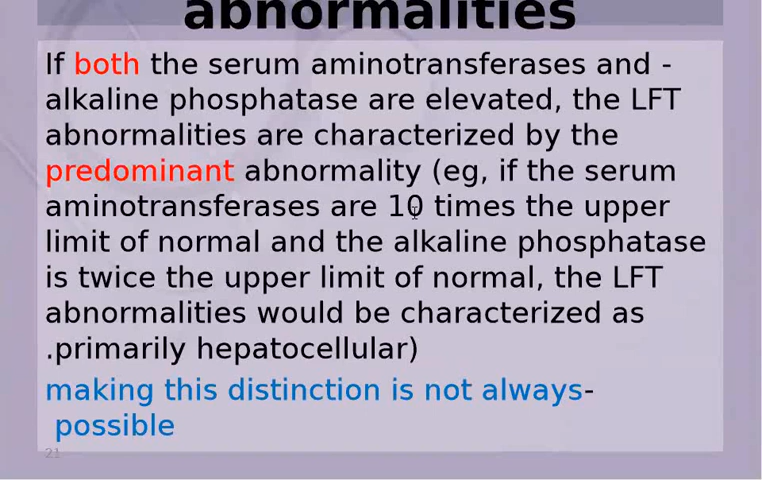 abnormalities
If both the serum aminotransferases and -
alkaline phosphatase are elevated, the LFT
abnormalities are characterized by the
predominant abnormality (eg, if the serum
aminotransferases are 10 times the upper
limit of normal and the alkaline phosphatase
is twice the upper limit of normal, the LFT
abnormalities would be characterized as
.primarily hepatocellular)
making this distinction is not always-
possible
21